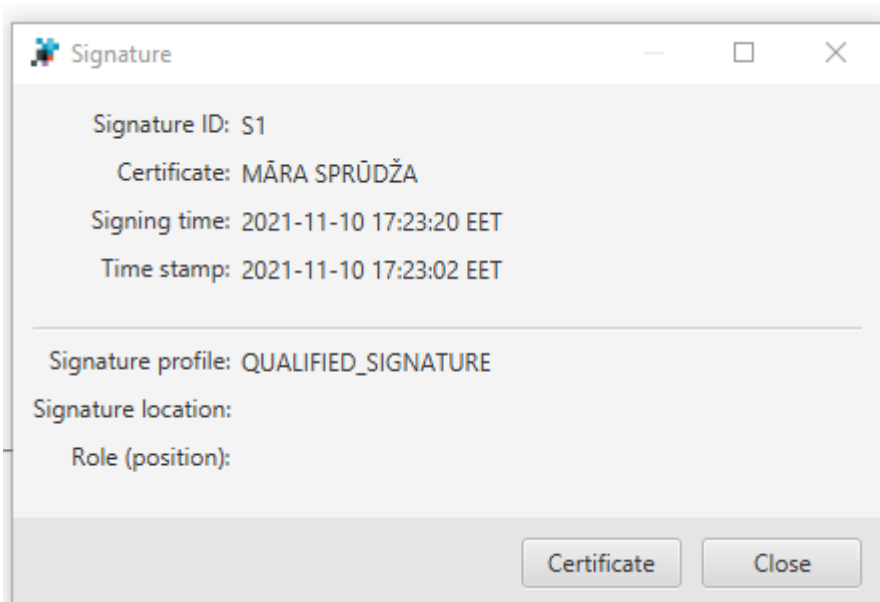 Signature
Signature ID: S1
Certificate: MĀRA SPRŪDŽA
Signing time: 2021-11-10 17:23:20 EET
Time stamp: 2021-11-10 17:23:02 EET
Signature profile: QUALIFIED_SIGNATURE
Signature location:
Role (position):
Certificate Close